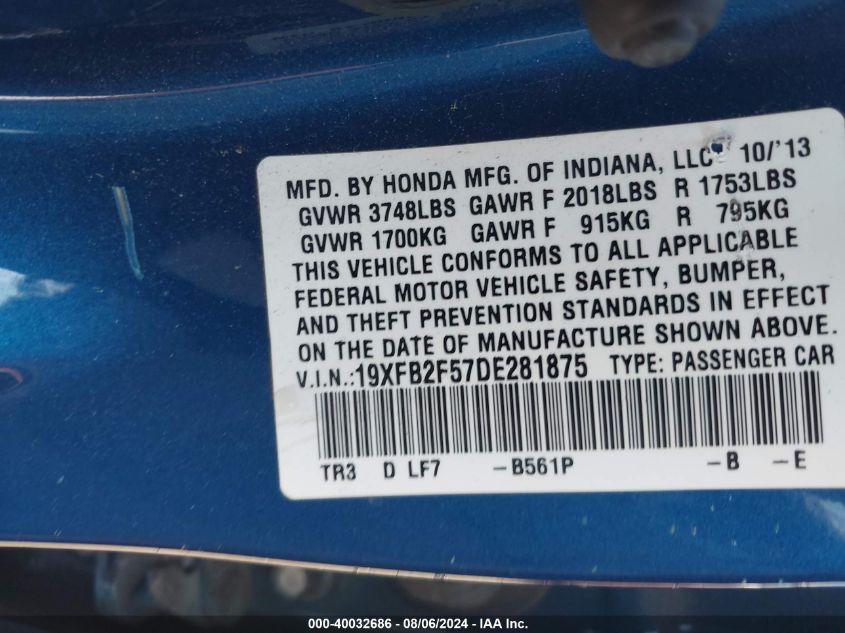 MFD. BY HONDA MFG. OF INDIANA, LLC 10/'13
GVWR 3748LBS GAWR F 2018LBS R 1753LBS
GVWR 1700KG GAWR F 915KG R 795KG
THIS VEHICLE CONFORMS TO ALL APPLICABLE
FEDERAL MOTOR VEHICLE SAFETY, BUMPER,
AND THEFT PREVENTION STANDARDS IN EFFECT
ON THE DATE OF MANUFACTURE SHOWN ABOVE.
V.I.N.:19XFB2F57DE281875 TYPE: PASSENGER CAR
TR3 D LF7 -B561P -B -E
000-40032686 - 08/06/2024 - IAA Inc.